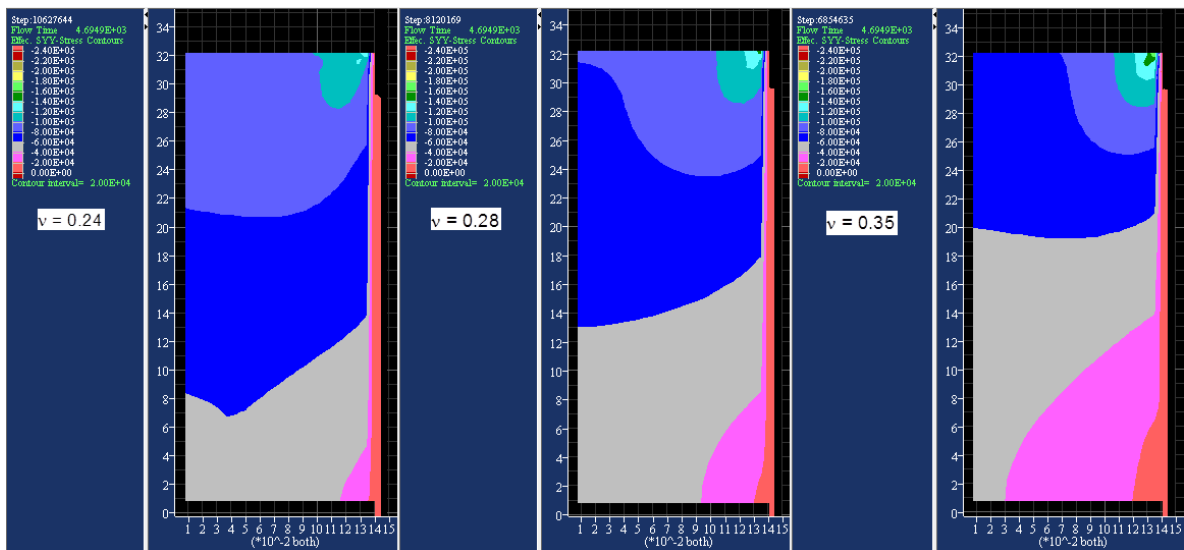 Step:10627644
Flow Time 4.6949E+03
Effec. SYY-Stress Contours
-2.40E+05
-2.20E+05
-2.00E+05
-1.80E+05
-1.60E+05
-1.40E+05
-1.20E+05
-1.00E+05
-8.00E+04
-6.00E+04
-4.00E+04
-2.00E+04
0.00E+00
Contour interval= 2.00E+04
ν = 0.24
34
32
30
28
26
24
22
20
18
16
14
12
10
8
6
4
2
0
1 2 3 4 5 6 7 8 9 10 11 12 13 14 15
(*10^-2 both)
Step:8120169
Flow Time 4.6949E+03
Effec. SYY-Stress Contours
-2.40E+05
-2.20E+05
-2.00E+05
-1.80E+05
-1.60E+05
-1.40E+05
-1.20E+05
-1.00E+05
-8.00E+04
-6.00E+04
-4.00E+04
-2.00E+04
0.00E+00
Contour interval= 2.00E+04
ν = 0.28
34
32
30
28
26
24
22
20
18
16
14
12
10
8
6
4
2
0
1 2 3 4 5 6 7 8 9 10 11 12 13 14 15
(*10^-2 both)
Step:6854635
Flow Time 4.6949E+03
Effec. SYY-Stress Contours
-2.40E+05
-2.20E+05
-2.00E+05
-1.80E+05
-1.60E+05
-1.40E+05
-1.20E+05
-1.00E+05
-8.00E+04
-6.00E+04
-4.00E+04
-2.00E+04
0.00E+00
Contour interval= 2.00E+04
ν = 0.35
34
32
30
28
26
24
22
20
18
16
14
12
10
8
6
4
2
0
1 2 3 4 5 6 7 8 9 10 11 12 13 14 15
(*10^-2 both)